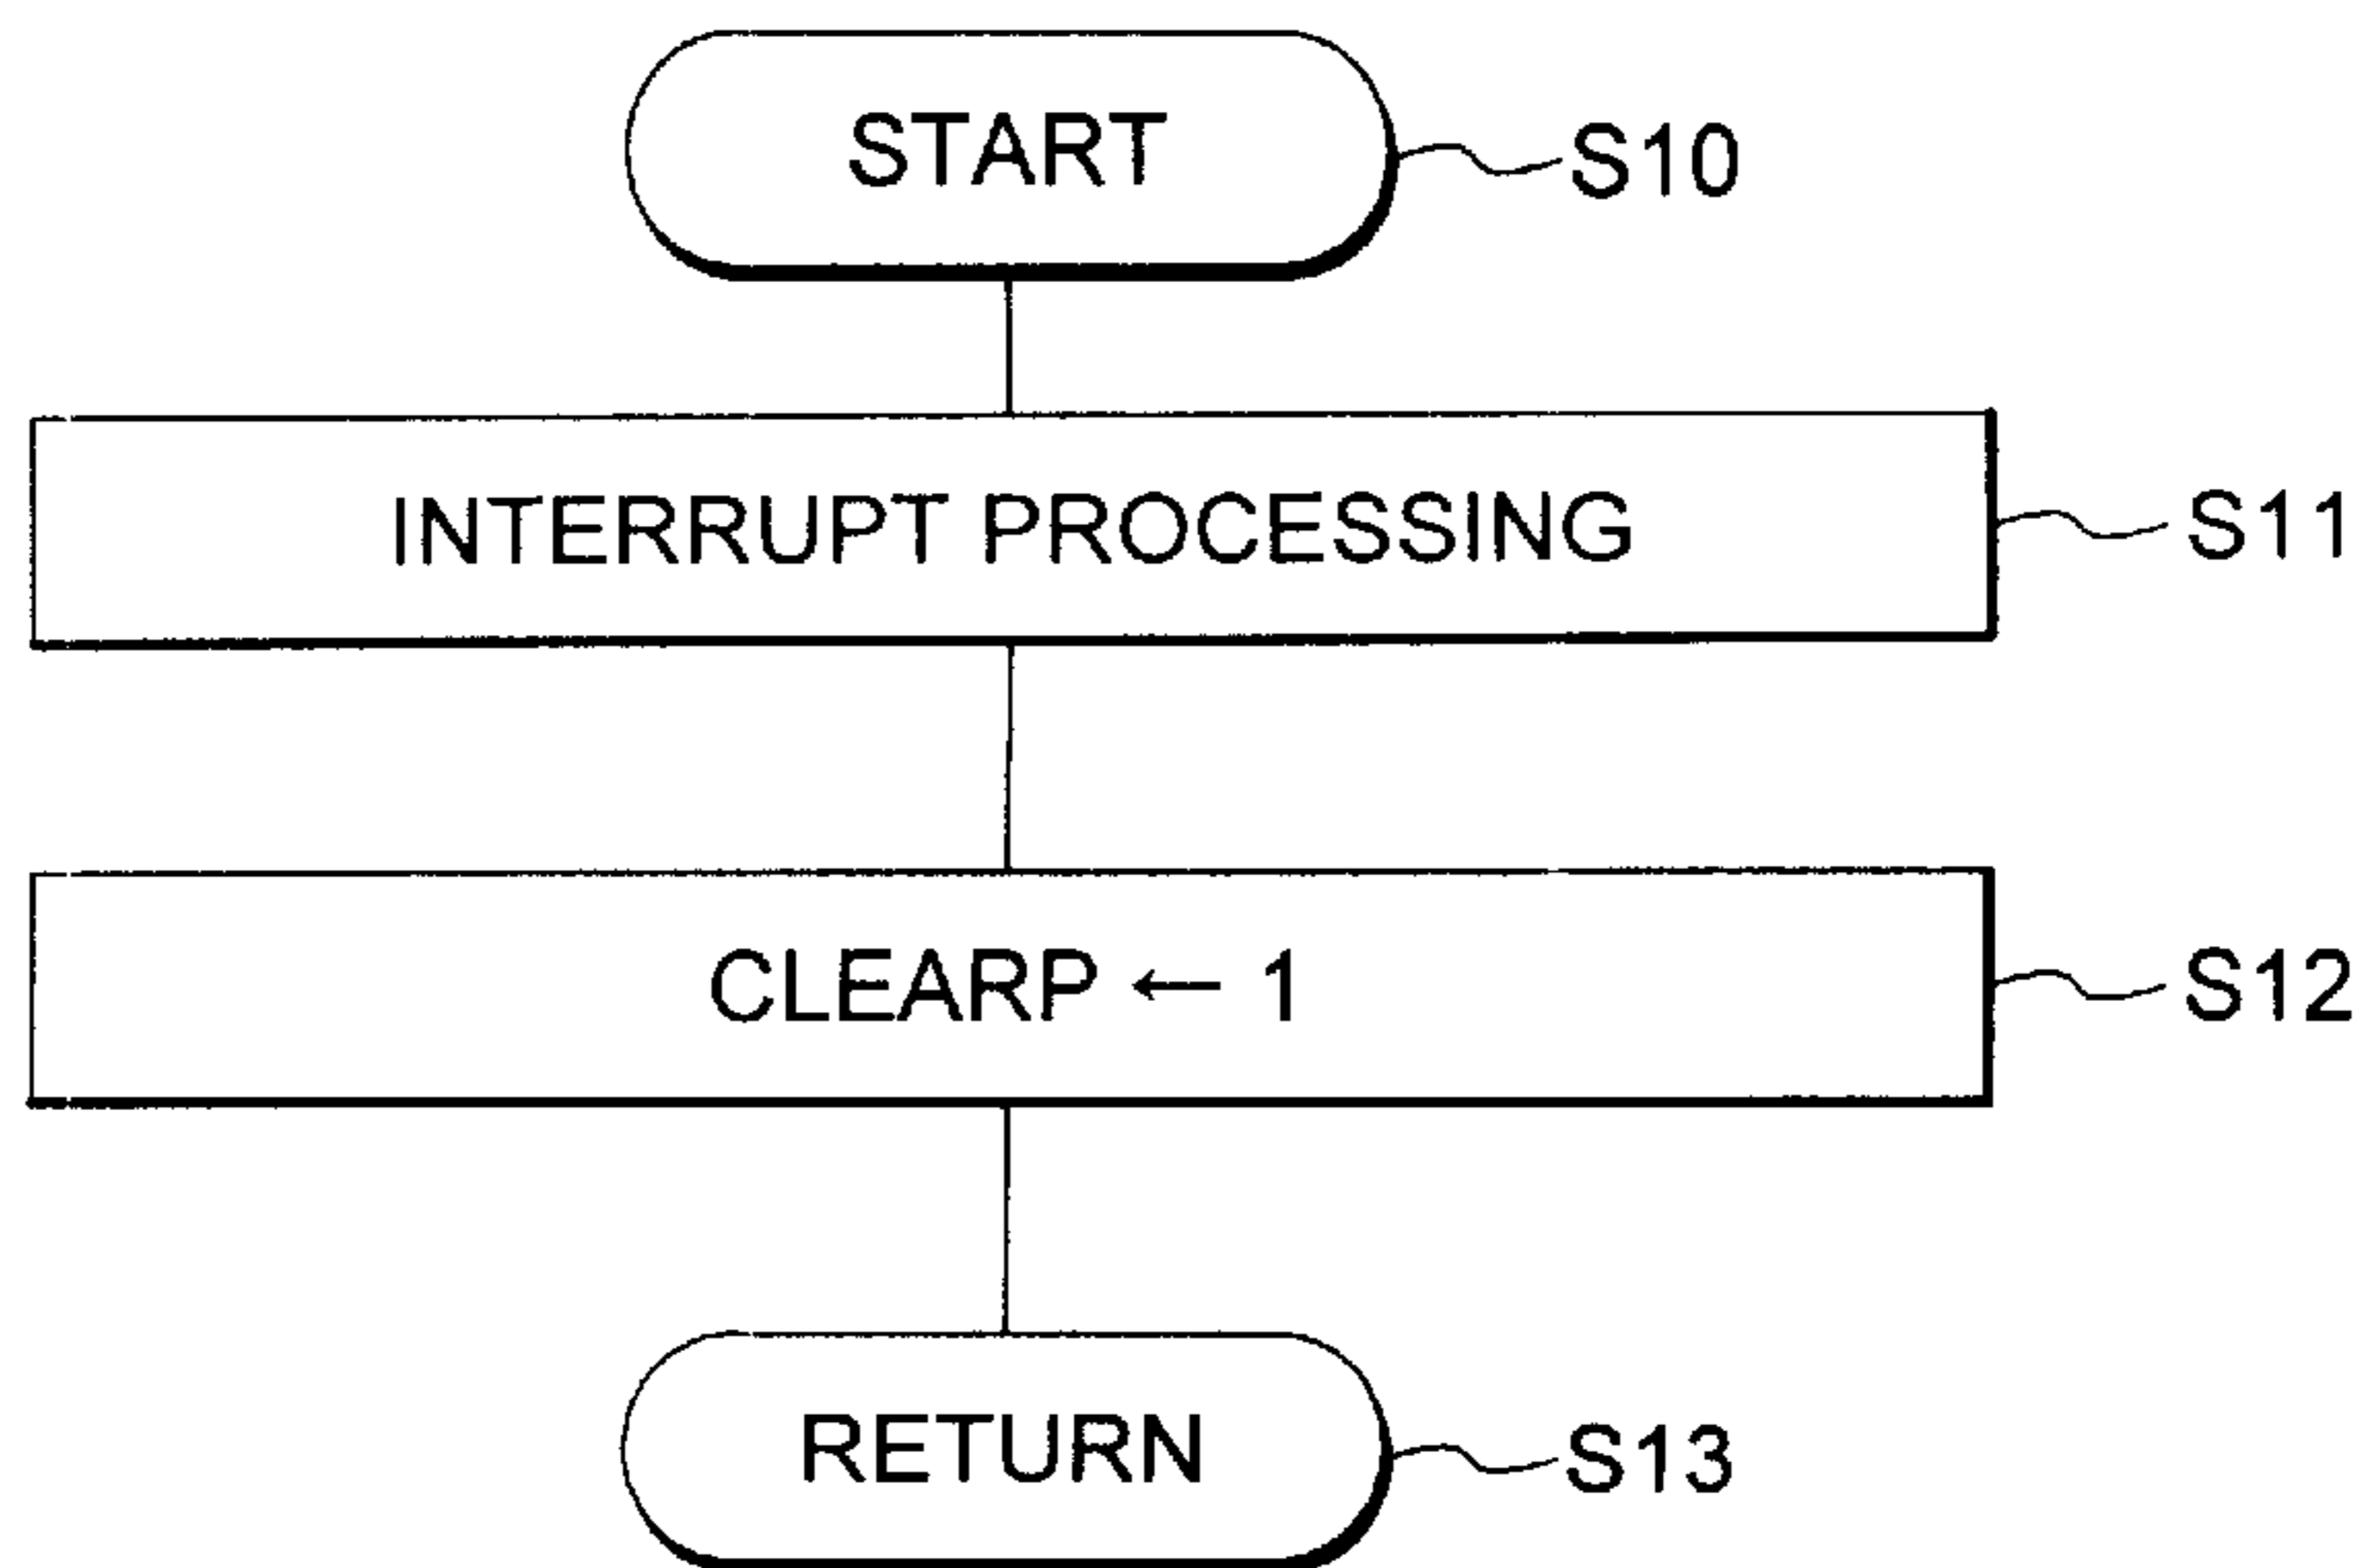 START S10
INTERRUPT PROCESSING S11
CLEARP ← 1 S12
RETURN S13